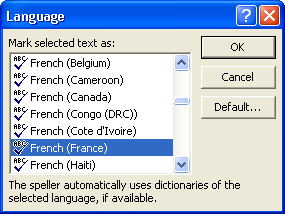 Language
Mark selected text as:
French (Belgium)
French (Cameroon)
French (Canada)
French (Congo (DRC))
French (Cote d'Ivoire)
French (France)
French (Haiti)
OK
Cancel
Default...
The speller automatically uses dictionaries of the
selected language, if available.